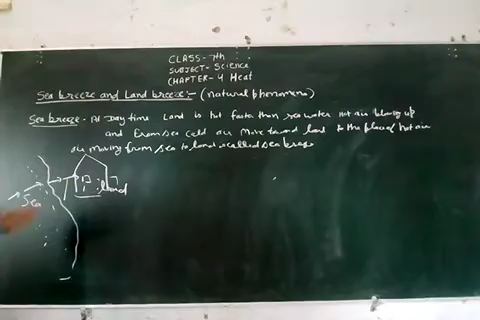 CLASS-7th
SUBJECT-Science
CHAPTER-4 Heat
Sea breeze and Land breeze:- (natural phenomeno)
Sea breeze- At Day time Land is hot faster than sea water hot air blowing up
and from sea cold air move toward land to the place of hot air
air moving from sea to land is called sea breeze
Land
Sea